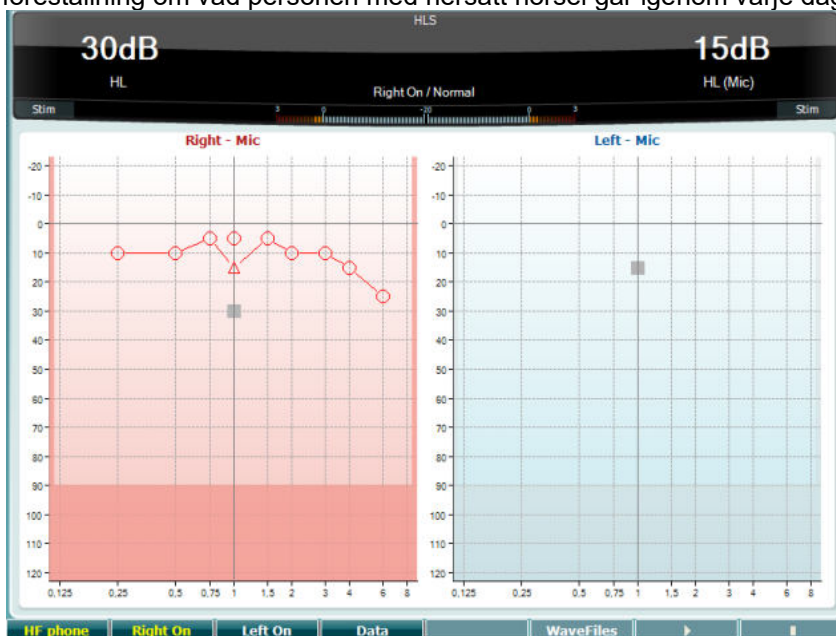 föreställning om vad personen med nersatt hörsel går igenom varje dag
HLS
30dB 15dB
HL Right On / Normal HL (Mic)
Stim 3 0 -20 0 3 Stim
Right - Mic Left - Mic
-20 -20
-10 -10
0 0
10 10
20 20
30 30
40 40
50 50
60 60
70 70
80 80
90 90
100 100
110 110
120 120
0,125 0,25 0,5 0,75 1 1,5 2 3 4 6 8 0,125 0,25 0,5 0,75 1 1,5 2 3 4 6 8
HF phone Right On Left On Data WaveFiles